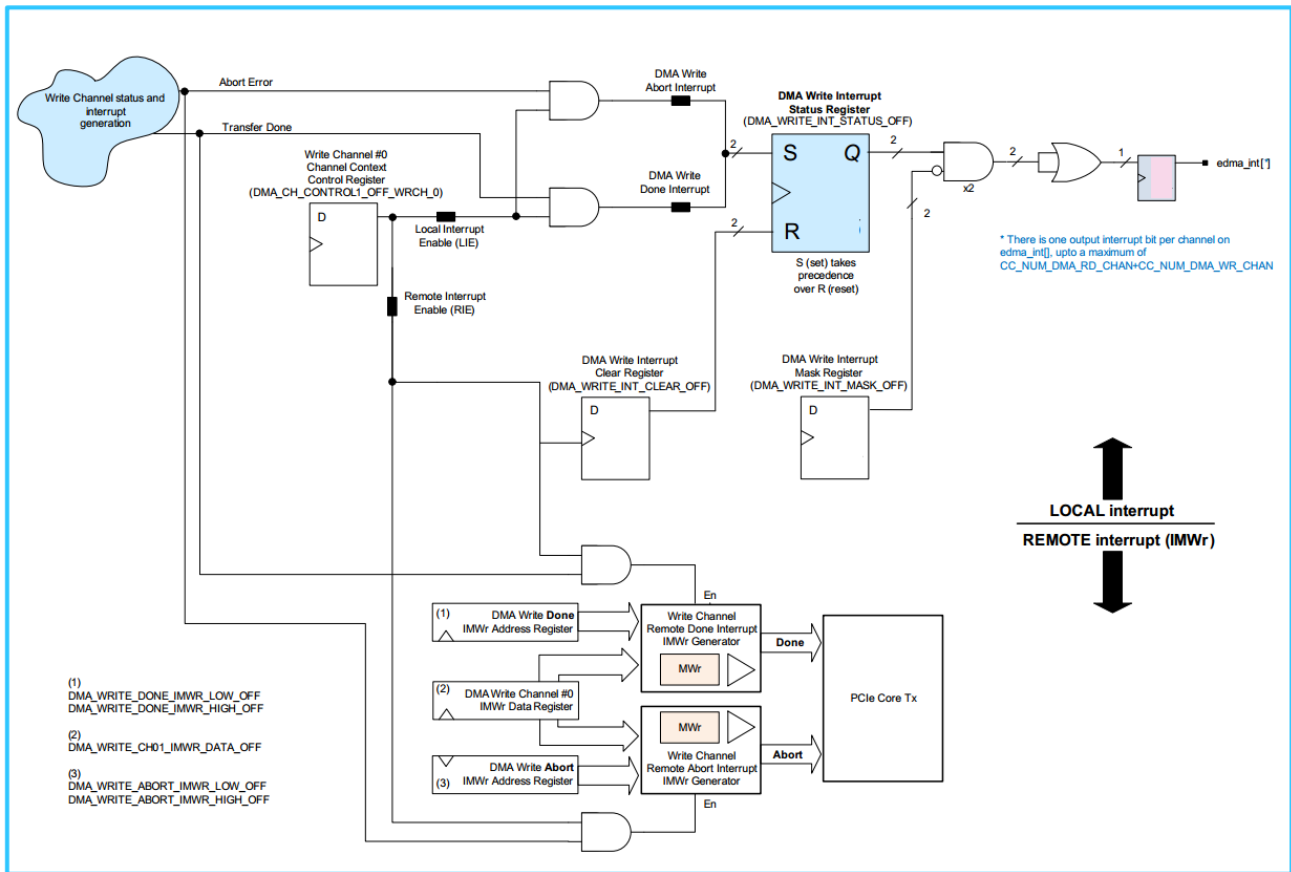 Abort Error
Write Channel status and
interrupt
generation
Transfer Done
Write Channel #0
Channel Context
Control Register
(DMA_CH_CONTROL1_OFF_WRCH_0)
D
Local Interrupt
Enable (LIE)
Remote Interrupt
Enable (RIE)
DMA Write
Abort Interrupt
DMA Write
Done Interrupt
2
2
DMA Write Interrupt
Status Register
(DMA_WRITE_INT_STATUS_OFF)
S
Q
R
S (set) takes
precedence
over R (reset)
2
x2
2
2
1
edma_int[*]
* There is one output interrupt bit per channel on
edma_int[], upto a maximum of
CC_NUM_DMA_RD_CHAN+CC_NUM_DMA_WR_CHAN
DMA Write Interrupt
Clear Register
(DMA_WRITE_INT_CLEAR_OFF)
D
DMA Write Interrupt
Mask Register
(DMA_WRITE_INT_MASK_OFF)
D
LOCAL interrupt
REMOTE interrupt (IMWr)
(1)
DMA Write Done
IMWr Address Register
En
Write Channel
Remote Done Interrupt
IMWr Generator
MWr
Done
(2)
DMA Write Channel #0
IMWr Data Register
PCIe Core Tx
MWr
Write Channel
Remote Abort Interrupt
IMWr Generator
En
Abort
DMA Write Abort
IMWr Address Register
(3)
(1)
DMA_WRITE_DONE_IMWR_LOW_OFF
DMA_WRITE_DONE_IMWR_HIGH_OFF
(2)
DMA_WRITE_CH01_IMWR_DATA_OFF
(3)
DMA_WRITE_ABORT_IMWR_LOW_OFF
DMA_WRITE_ABORT_IMWR_HIGH_OFF